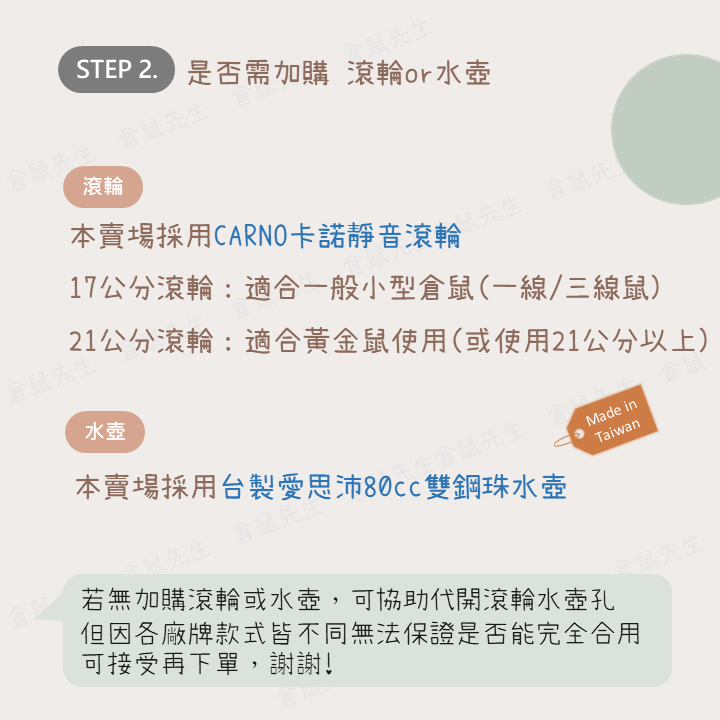 STEP 2. 是否需加購 滾輪or水壺
滾輪
本賣場採用CARNO卡諾靜音滾輪
17公分滾輪：適合一般小型倉鼠(一線/三線鼠)
21公分滾輪：適合黃金鼠使用(或使用21公分以上)
水壺
Made in
Taiwan
本賣場採用台製愛思沛80cc雙鋼珠水壺
若無加購滾輪或水壺，可協助代開滾輪水壺孔
但因各廠牌款式皆不同無法保證是否能完全合用
可接受再下單，謝謝!
倉鼠先生